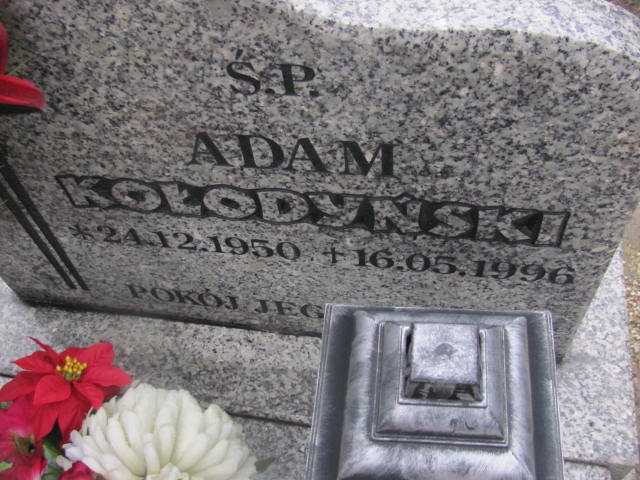 Ś.P.
ADAM
KOŁODYŃSKI
*24.12.1950 †16.05.1996
POKÓJ JEG